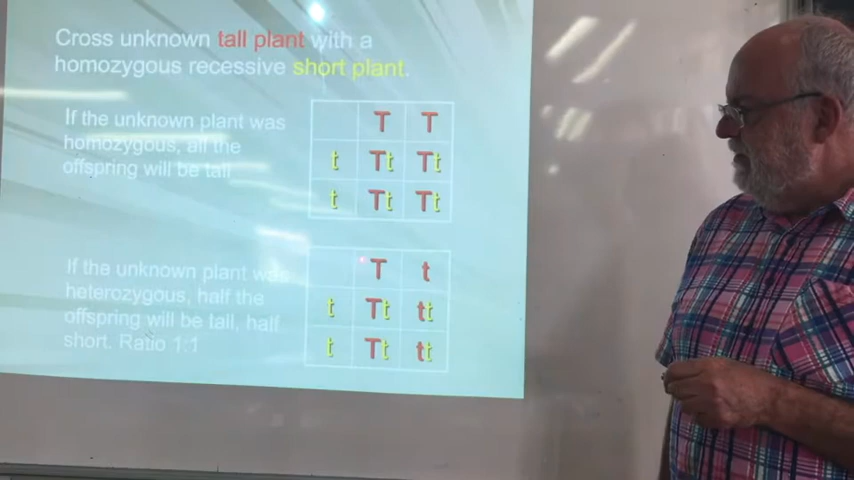 Cross unknown tall plant with a
homozygous recessive short plant.
If the unknown plant was
homozygous, all the
offspring will be tall
T T
t Tt Tt
t Tt Tt
If the unknown plant was
heterozygous, half the
offspring will be tall, half
short. Ratio 1:1
T t
t Tt tt
t Tt tt